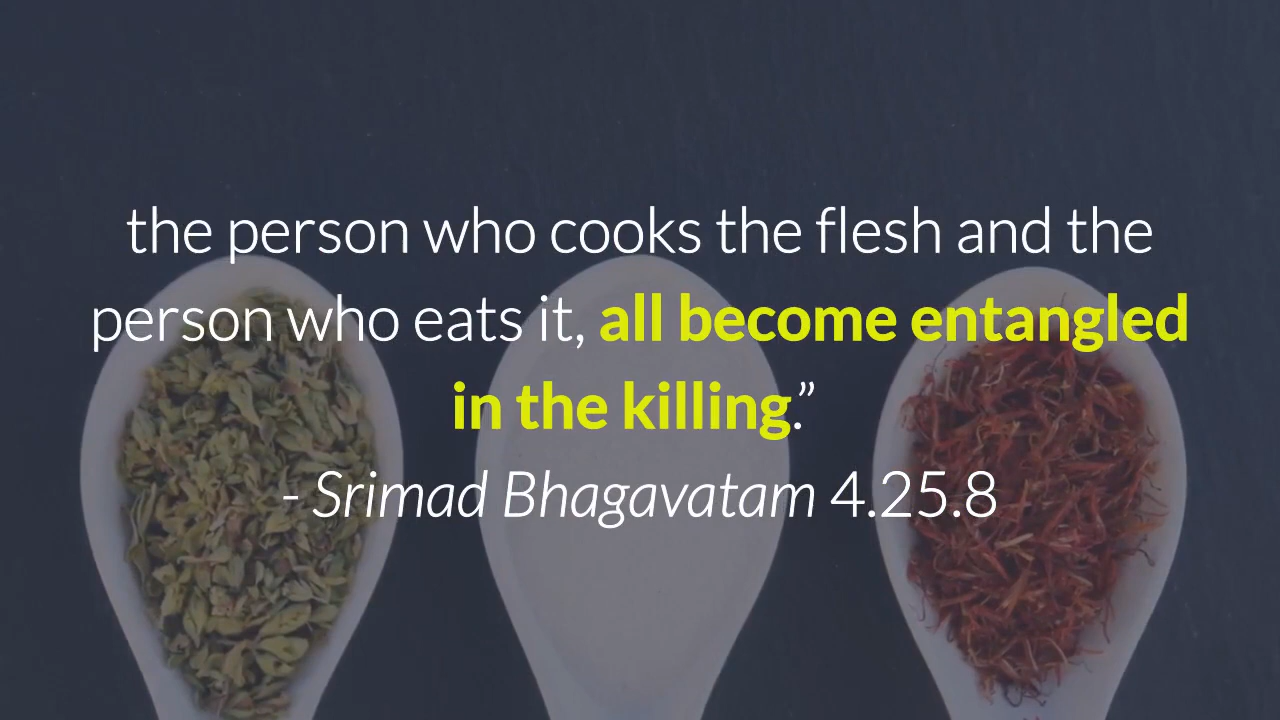 the person who cooks the flesh and the
person who eats it, all become entangled
in the killing.”
- Srimad Bhagavatam 4.25.8